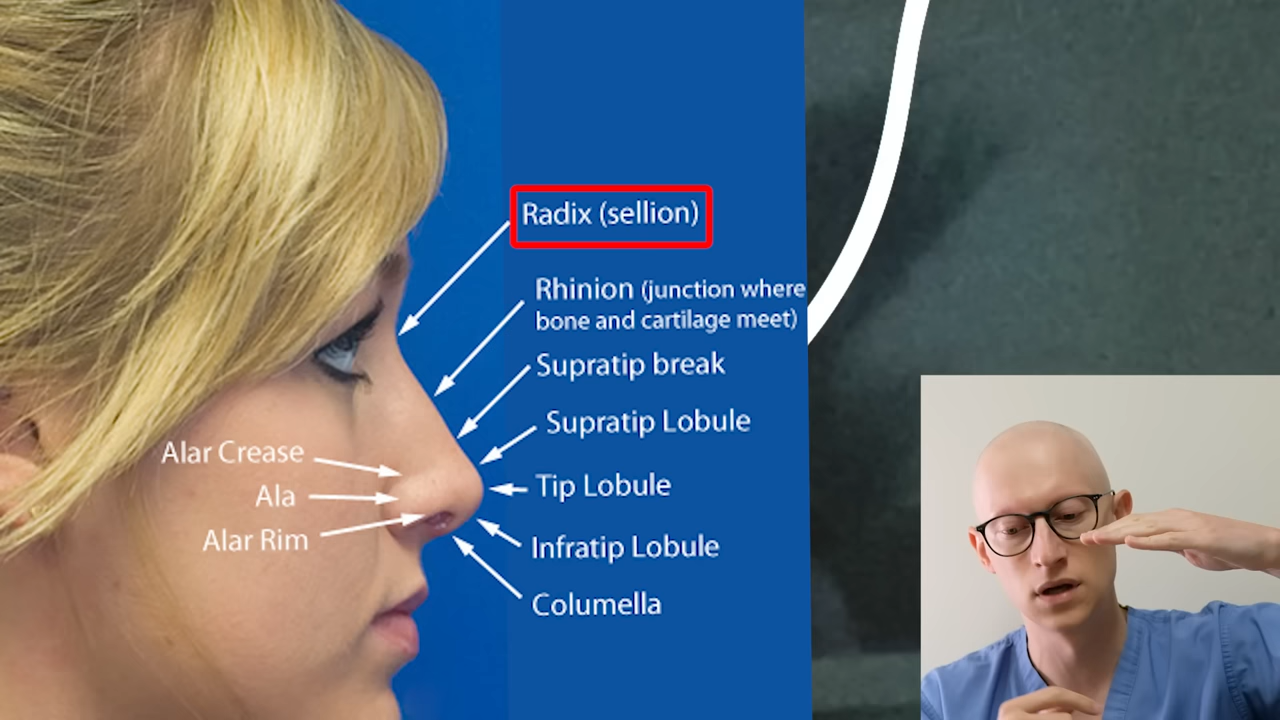 Radix (sellion)
Rhinion (junction where
bone and cartilage meet)
Supratip break
Supratip Lobule
Alar Crease
Tip Lobule
Ala
Alar Rim
Infratip Lobule
Columella